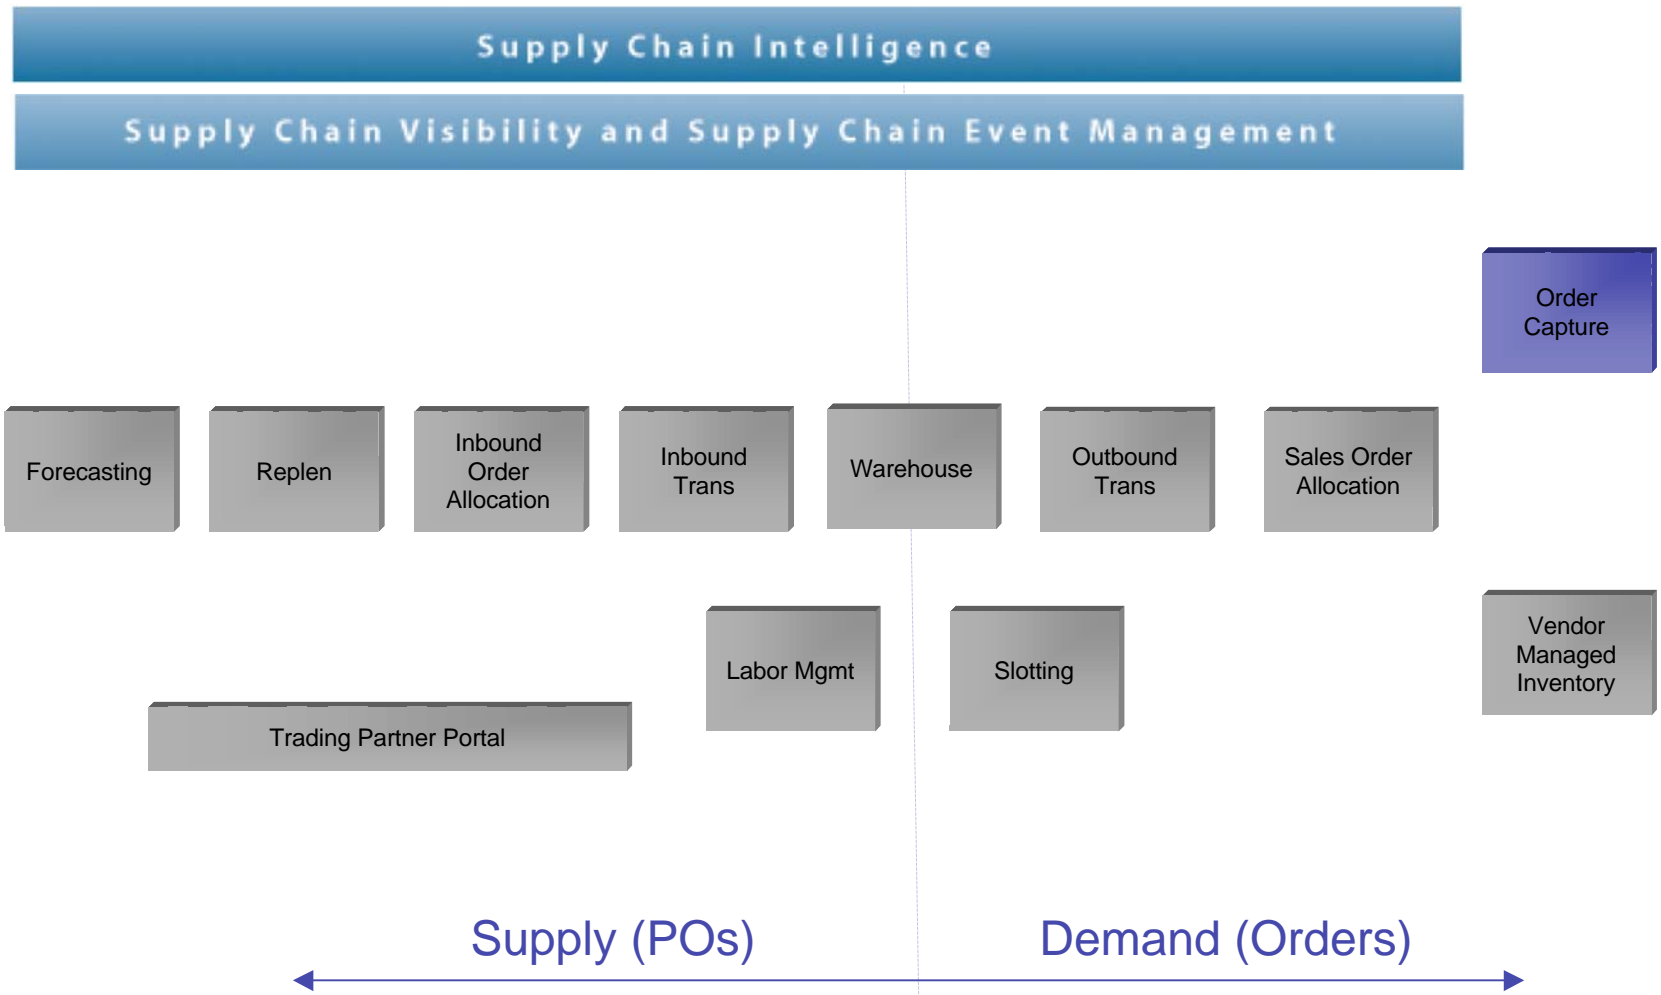 Supply Chain Intelligence
Supply Chain Visibility and Supply Chain Event Management
Order
Capture
Forecasting
Replen
Inbound
Order
Allocation
Inbound
Trans
Warehouse
Outbound
Trans
Sales Order
Allocation
Labor Mgmt
Slotting
Vendor
Managed
Inventory
Trading Partner Portal
Supply (POs)
Demand (Orders)